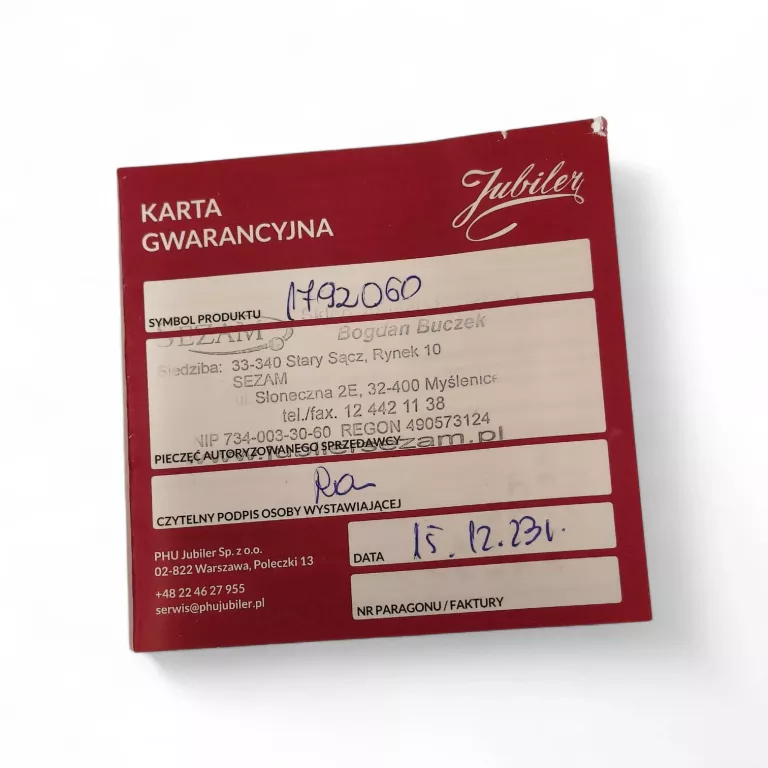 Jubiler
KARTA
GWARANCYJNA
1792060
SYMBOL PRODUKTU
SEZAM
Bogdan Buczek
Siedziba: 33-340 Stary Sącz, Rynek 10
SEZAM
ul. Słoneczna 2E, 32-400 Myślenice
tel./fax. 12 442 11 38
NIP 734-003-30-60 REGON 490573124
www.jubilersezam.pl
PIECZĘĆ AUTORYZOWANEGO SPRZEDAWCY
CZYTELNY PODPIS OSOBY WYSTAWIAJĄCEJ
PHU Jubiler Sp. z o.o.
02-822 Warszawa, Poleczki 13
+48 22 46 27 955
serwis@phujubiler.pl
DATA 15.12.23r.
NR PARAGONU / FAKTURY